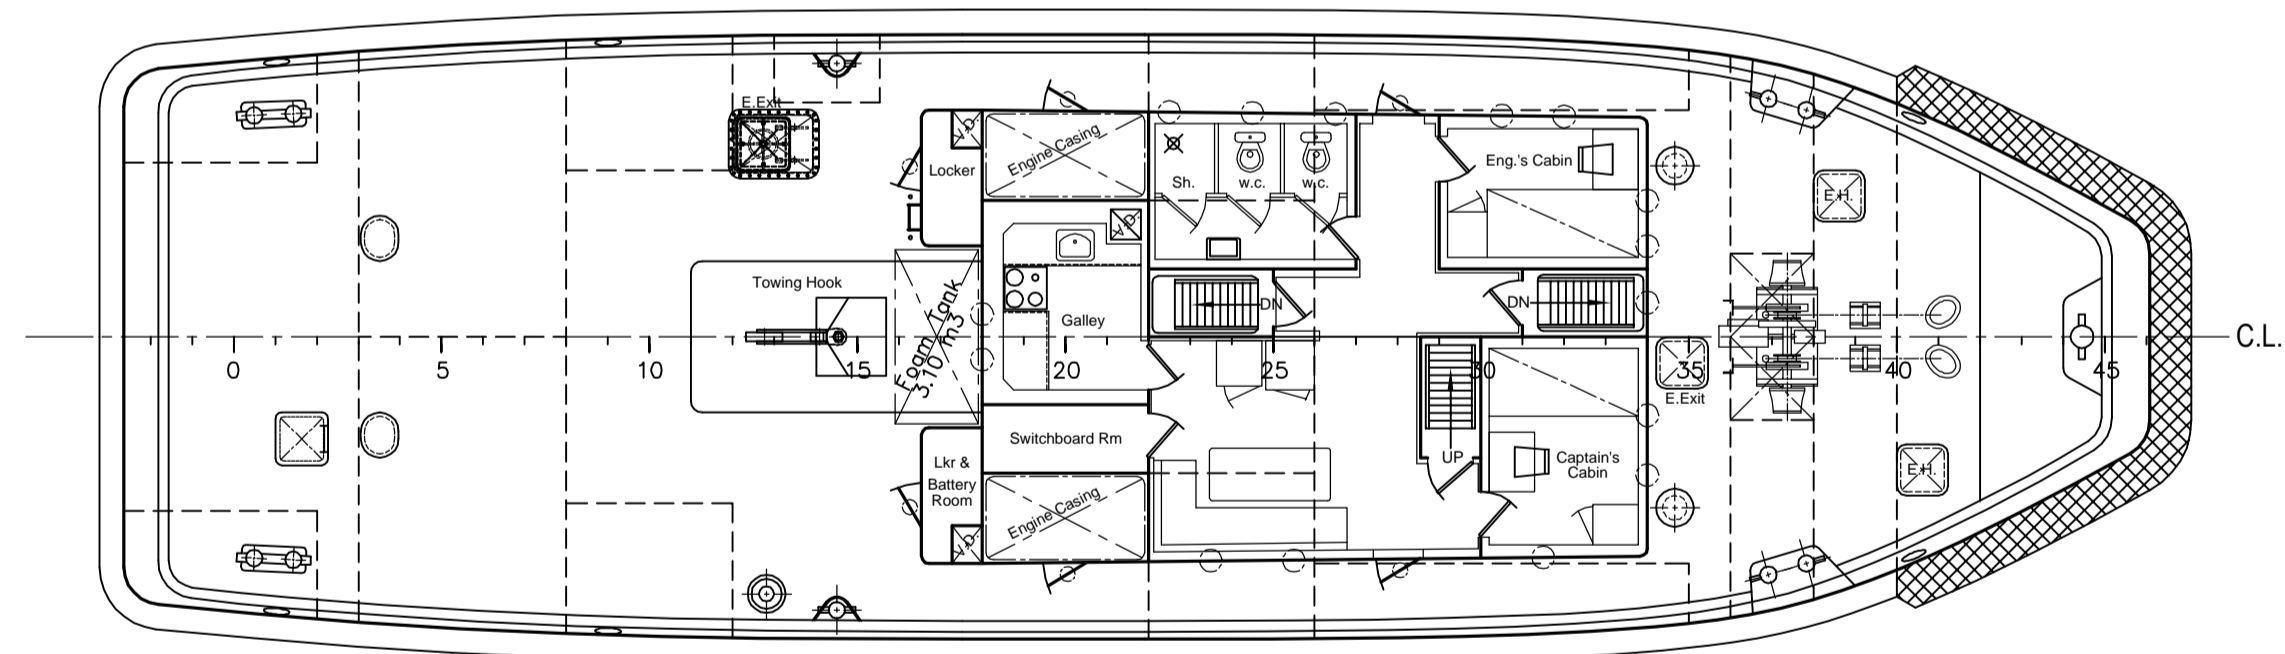 E.Exit
V.D.
Engine Casing
Locker
Eng.'s Cabin
Sh.
w.c.
w.c.
E.H.
V.D.
Towing Hook
Foam Tank
3.10 m3
Galley
DN
DN
C.L.
0
5
10
15
20
25
30
35
40
45
E.Exit
Switchboard Rm
UP
Captain's
Cabin
Lkr &
Battery
Room
Engine Casing
E.H.
V.D.